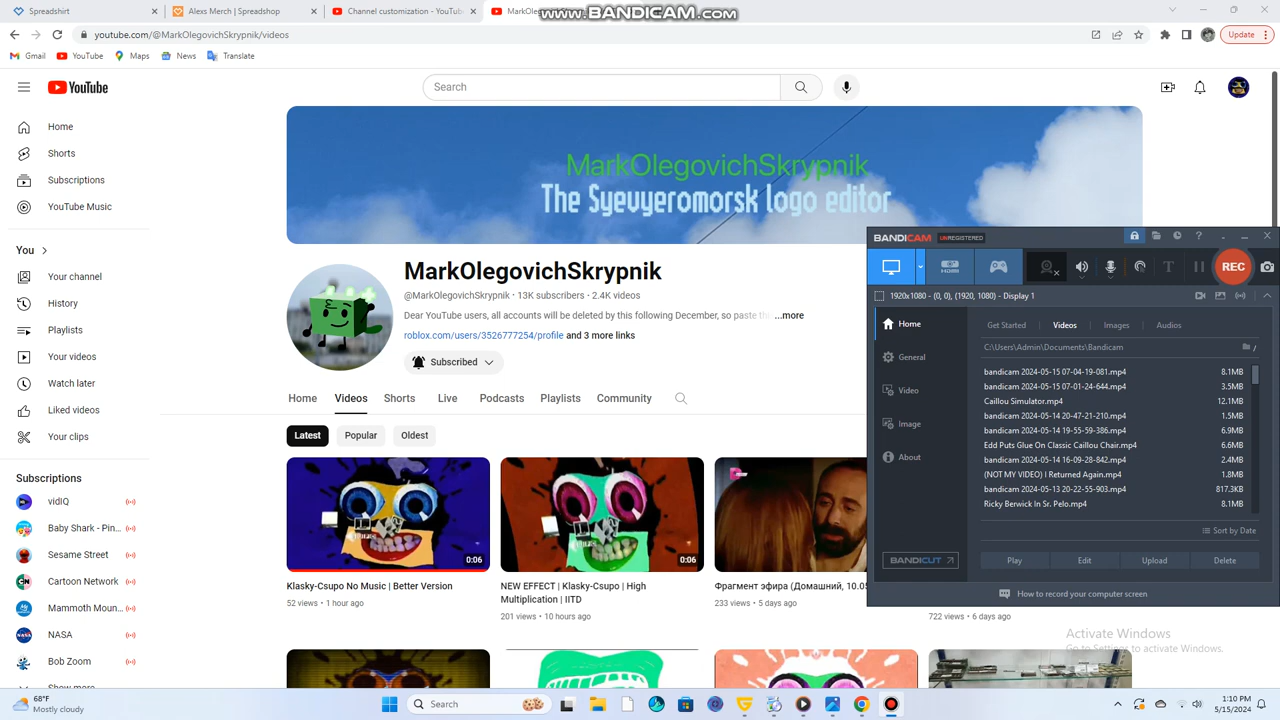 www.BANDICAM.com
Spreadshirt
Alexs Merch | Spreadshop
Channel customization - YouTube
youtube.com/@MarkOlegovichSkrypnik/videos
Update
Gmail
YouTube
Maps
News
Translate
YouTube
Search
Home
Shorts
Subscriptions
YouTube Music
You
Your channel
History
Playlists
Your videos
Watch later
Liked videos
Your clips
Subscriptions
vidIQ
Baby Shark - Pin...
Sesame Street
Cartoon Network
Mammoth Moun...
NASA
Bob Zoom
Show more
MarkOlegovichSkrypnik
The Syevyeromorsk logo editor
MarkOlegovichSkrypnik
@MarkOlegovichSkrypnik • 13K subscribers • 2.4K videos
Dear YouTube users, all accounts will be deleted by this following December, so paste this ...more
roblox.com/users/3526777254/profile and 3 more links
Subscribed
Home
Videos
Shorts
Live
Podcasts
Playlists
Community
Latest
Popular
Oldest
0:06
Klasky-Csupo No Music | Better Version
52 views • 1 hour ago
0:06
NEW EFFECT | Klasky-Csupo | High
Multiplication | IITD
201 views • 10 hours ago
Фрагмент эфира (Домашний, 10.05
233 views • 5 days ago
722 views • 6 days ago
BANDICAM UNREGISTERED
HDMI
REC
1920x1080 - (0, 0), (1920, 1080) - Display 1
Home
General
Video
Image
About
BANDICUT
Get Started
Videos
Images
Audios
C:\Users\Admin\Documents\Bandicam
bandicam 2024-05-15 07-04-19-081.mp4 8.1MB
bandicam 2024-05-15 07-01-24-644.mp4 3.5MB
Caillou Simulator.mp4 12.1MB
bandicam 2024-05-14 20-47-21-210.mp4 1.5MB
bandicam 2024-05-14 19-55-59-386.mp4 6.9MB
Edd Puts Glue On Classic Caillou Chair.mp4 6.6MB
bandicam 2024-05-14 16-09-28-842.mp4 2.4MB
(NOT MY VIDEO) I Returned Again.mp4 1.8MB
bandicam 2024-05-13 20-22-55-903.mp4 817.3KB
Ricky Berwick In Sr. Pelo.mp4 8.1MB
Sort by Date
Play
Edit
Upload
Delete
How to record your computer screen
Activate Windows
Go to Settings to activate Windows.
68°F
Mostly cloudy
Search
1:10 PM
5/15/2024